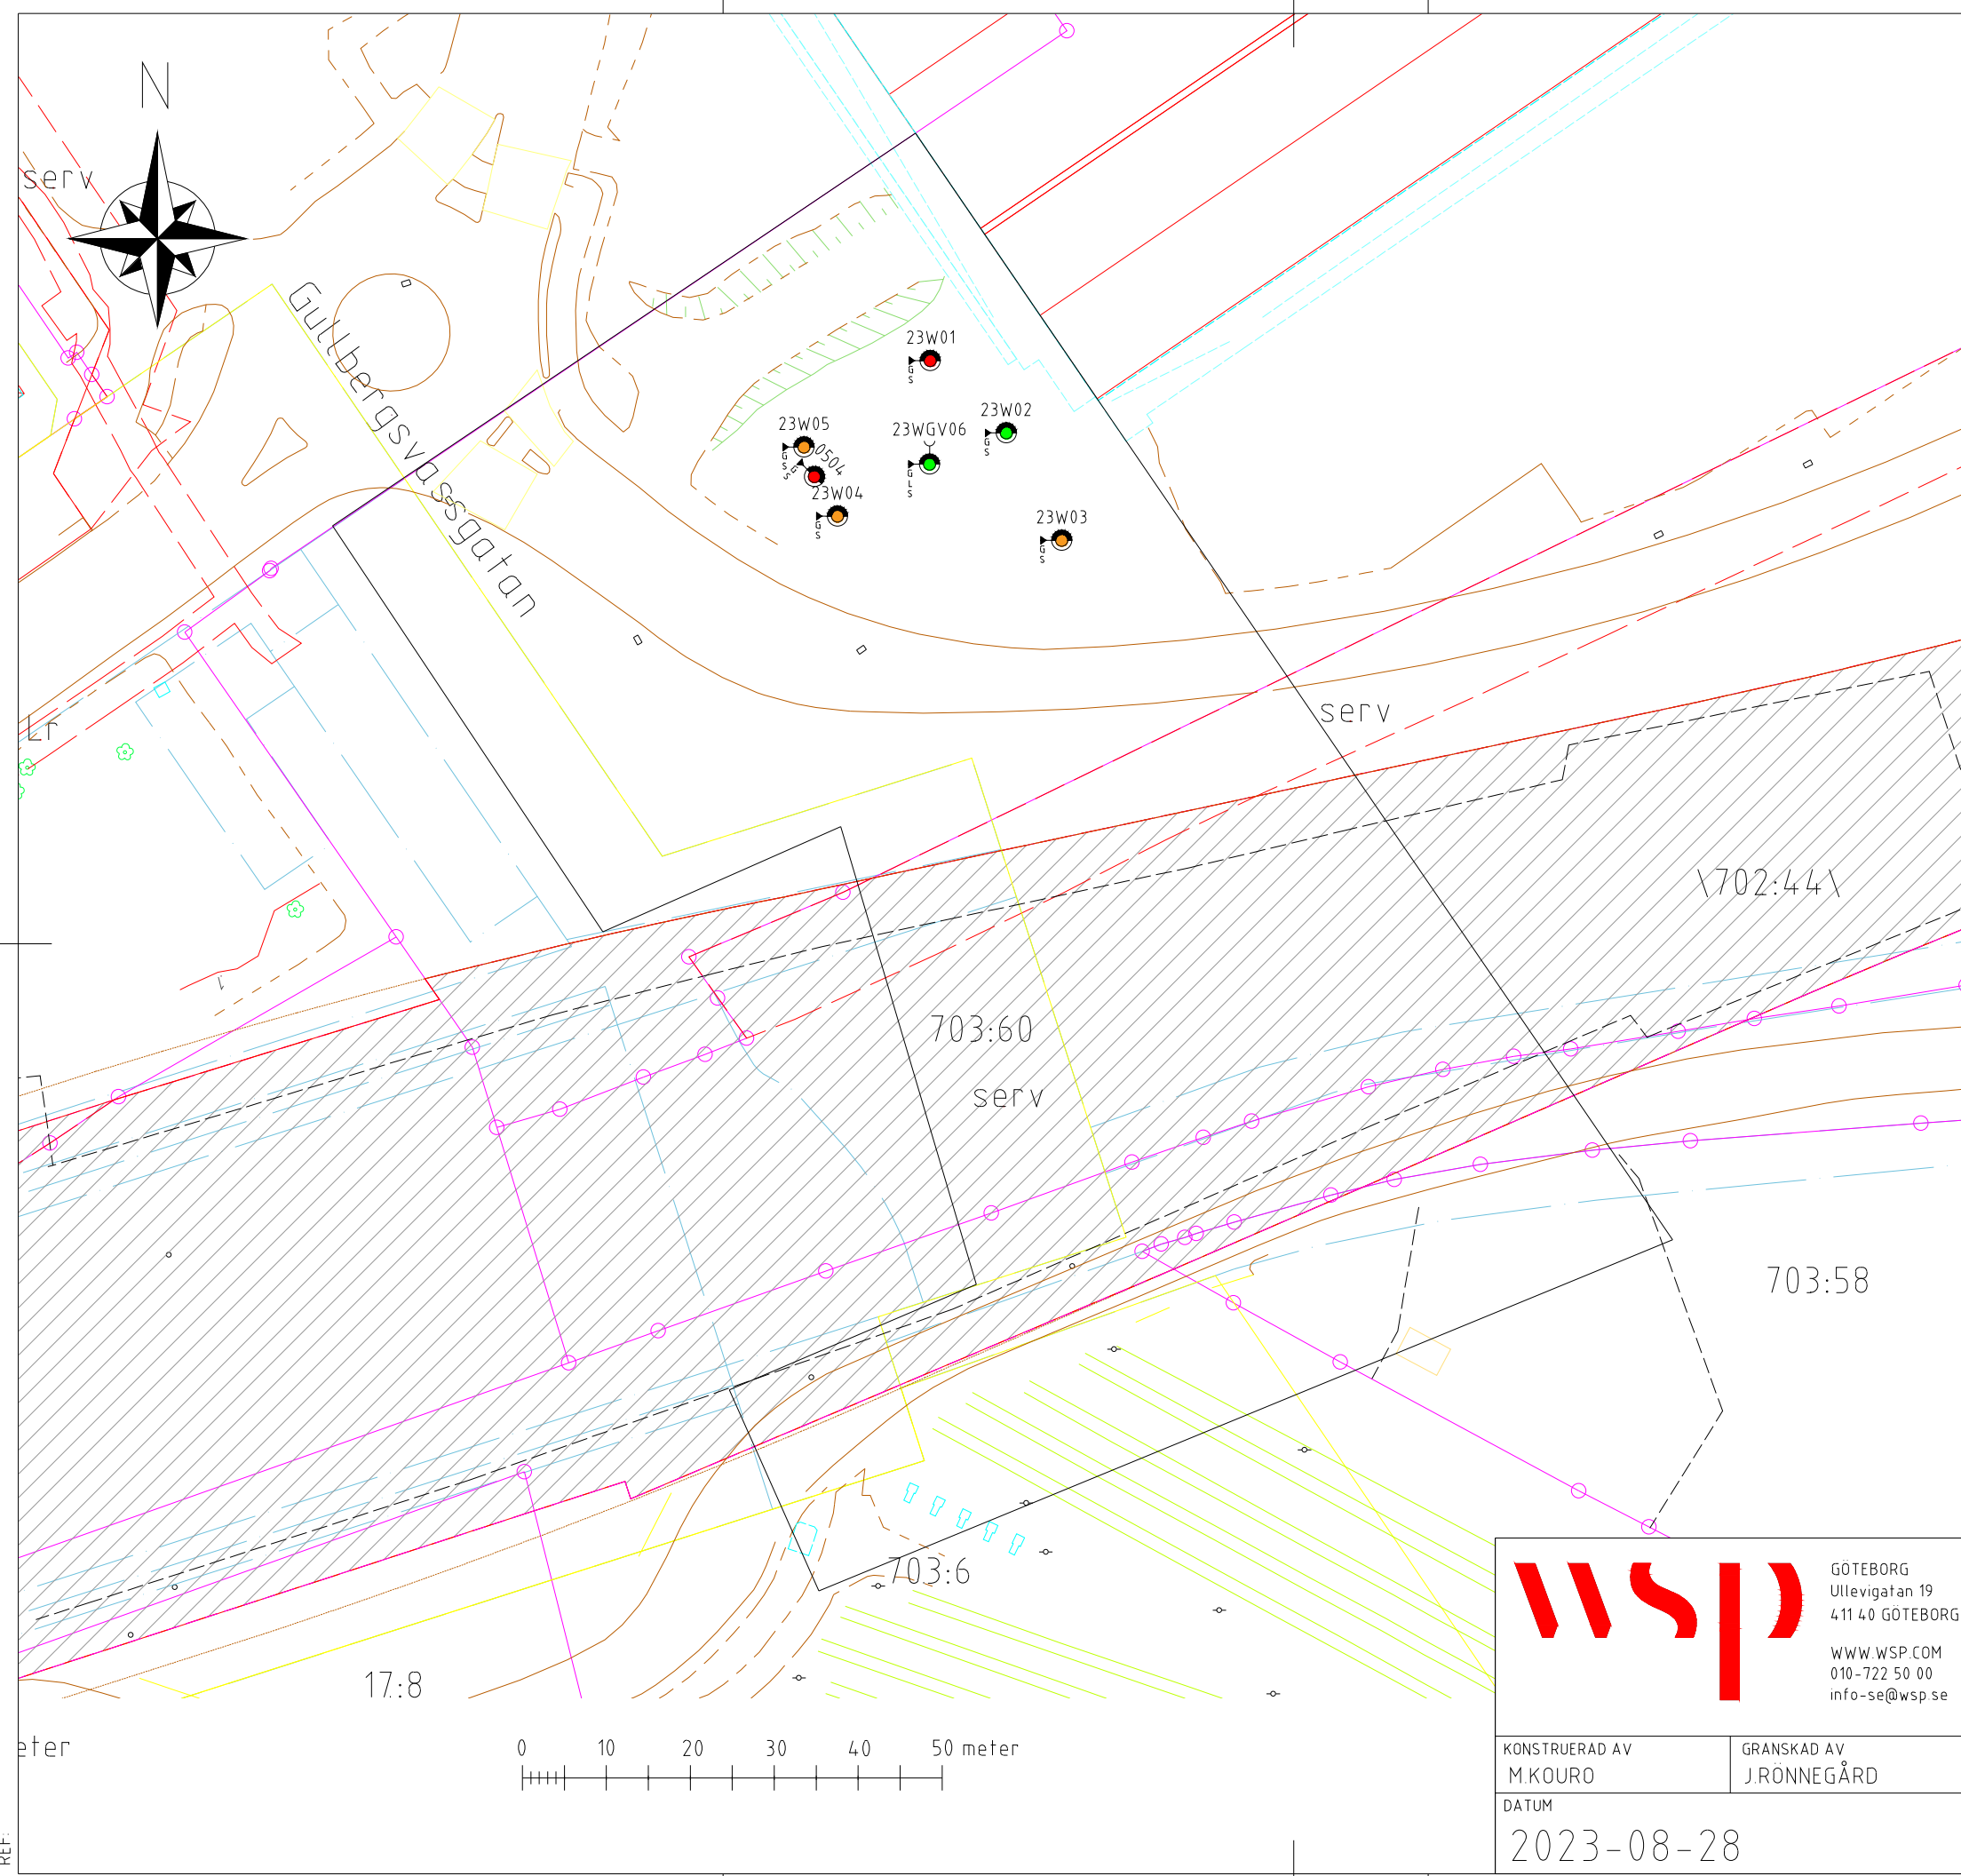 N
serv
Gullbergsvassgatan
23W01
G
S
23W02
G
S
23W05
G
S
23WGV06
G
L
S
0504
G
S
23W04
G
S
23W03
G
S
serv
Lr
\702:44\
703:60
serv
703:58
703:6
17:8
eter
0 10 20 30 40 50 meter
REF:
wsp
GÖTEBORG
Ullevigatan 19
411 40 GÖTEBORG
WWW.WSP.COM
010-722 50 00
info-se@wsp.se
KONSTRUERAD AV
M.KOURO
GRANSKAD AV
J.RÖNNEGÅRD
DATUM
2023-08-28